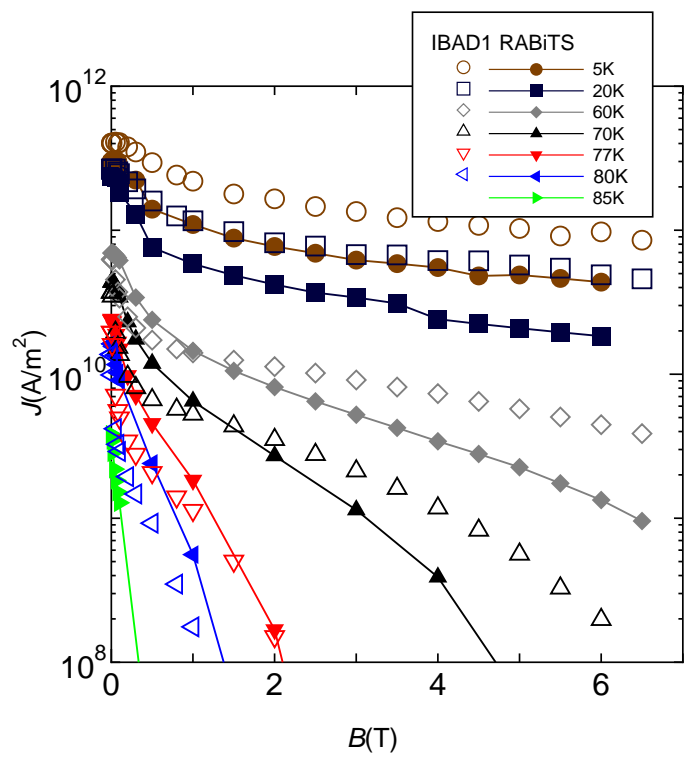 IBAD1 RABiTS
5K
20K
60K
70K
77K
80K
85K
10^12
10^10
10^8
J(A/m^2)
0 2 4 6
B(T)